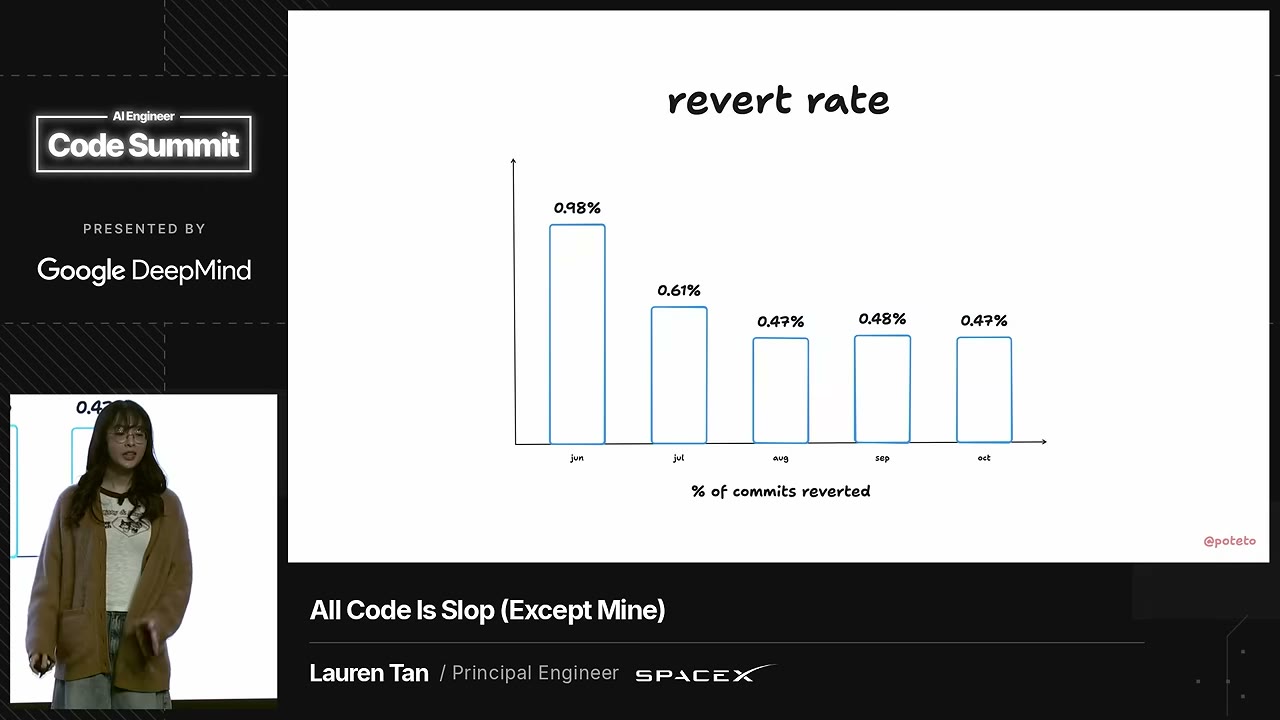 AI Engineer
Code Summit
PRESENTED BY
Google DeepMind
revert rate
0.98%
0.61%
0.47%
0.48%
0.47%
jun
jul
aug
sep
oct
% of commits reverted
@poteto
All Code Is Slop (Except Mine)
Lauren Tan / Principal Engineer SPACEX